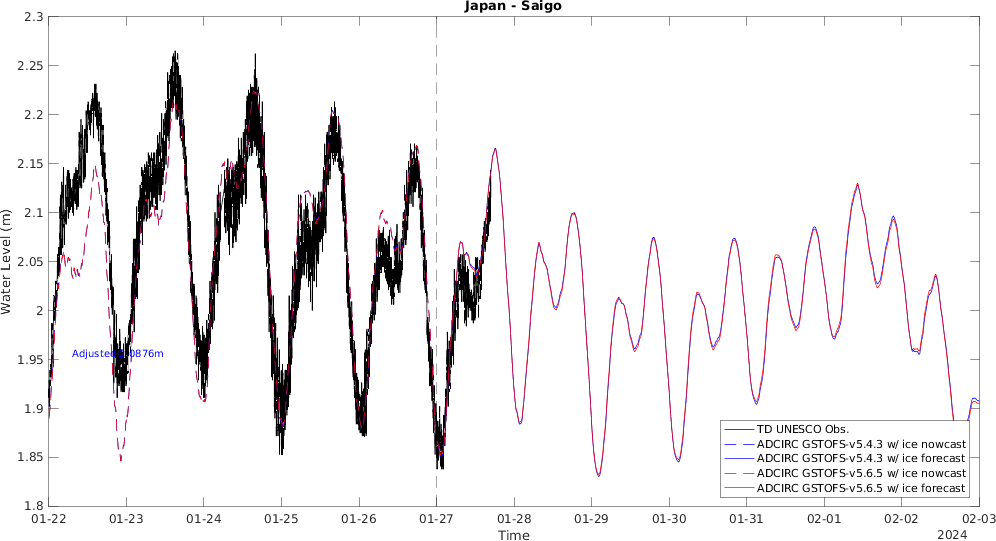 Japan - Saigo
2.3
2.25
2.2
2.15
2.1
2.05
2
1.95
1.9
1.85
1.8
Water Level (m)
Adjusted
TD UNESCO Obs.
ADCIRC GSTOFS-v5.4.3 w/ ice nowcast
ADCIRC GSTOFS-v5.4.3 w/ ice forecast
ADCIRC GSTOFS-v5.6.5 w/ ice nowcast
ADCIRC GSTOFS-v5.6.5 w/ ice forecast
01-22 01-23 01-24 01-25 01-26 01-27 01-28 01-29 01-30 01-31 02-01 02-02 02-03
Time
2024